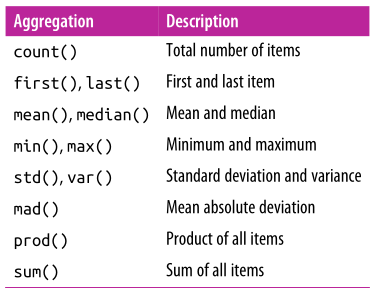 Aggregation Description
count() Total number of items
first(), last() First and last item
mean(), median() Mean and median
min(), max() Minimum and maximum
std(), var() Standard deviation and variance
mad() Mean absolute deviation
prod() Product of all items
sum() Sum of all items